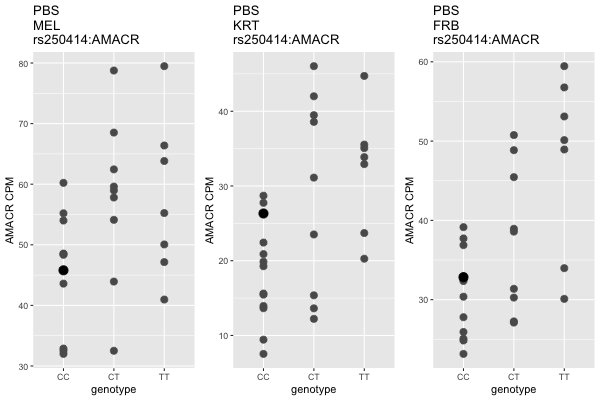 PBS
MEL
rs250414:AMACR
80
70
60
50
40
30
AMACR CPM
CC
CT
TT
genotype
PBS
KRT
rs250414:AMACR
40
30
20
10
AMACR CPM
CC
CT
TT
genotype
PBS
FRB
rs250414:AMACR
60
50
40
30
AMACR CPM
CC
CT
TT
genotype